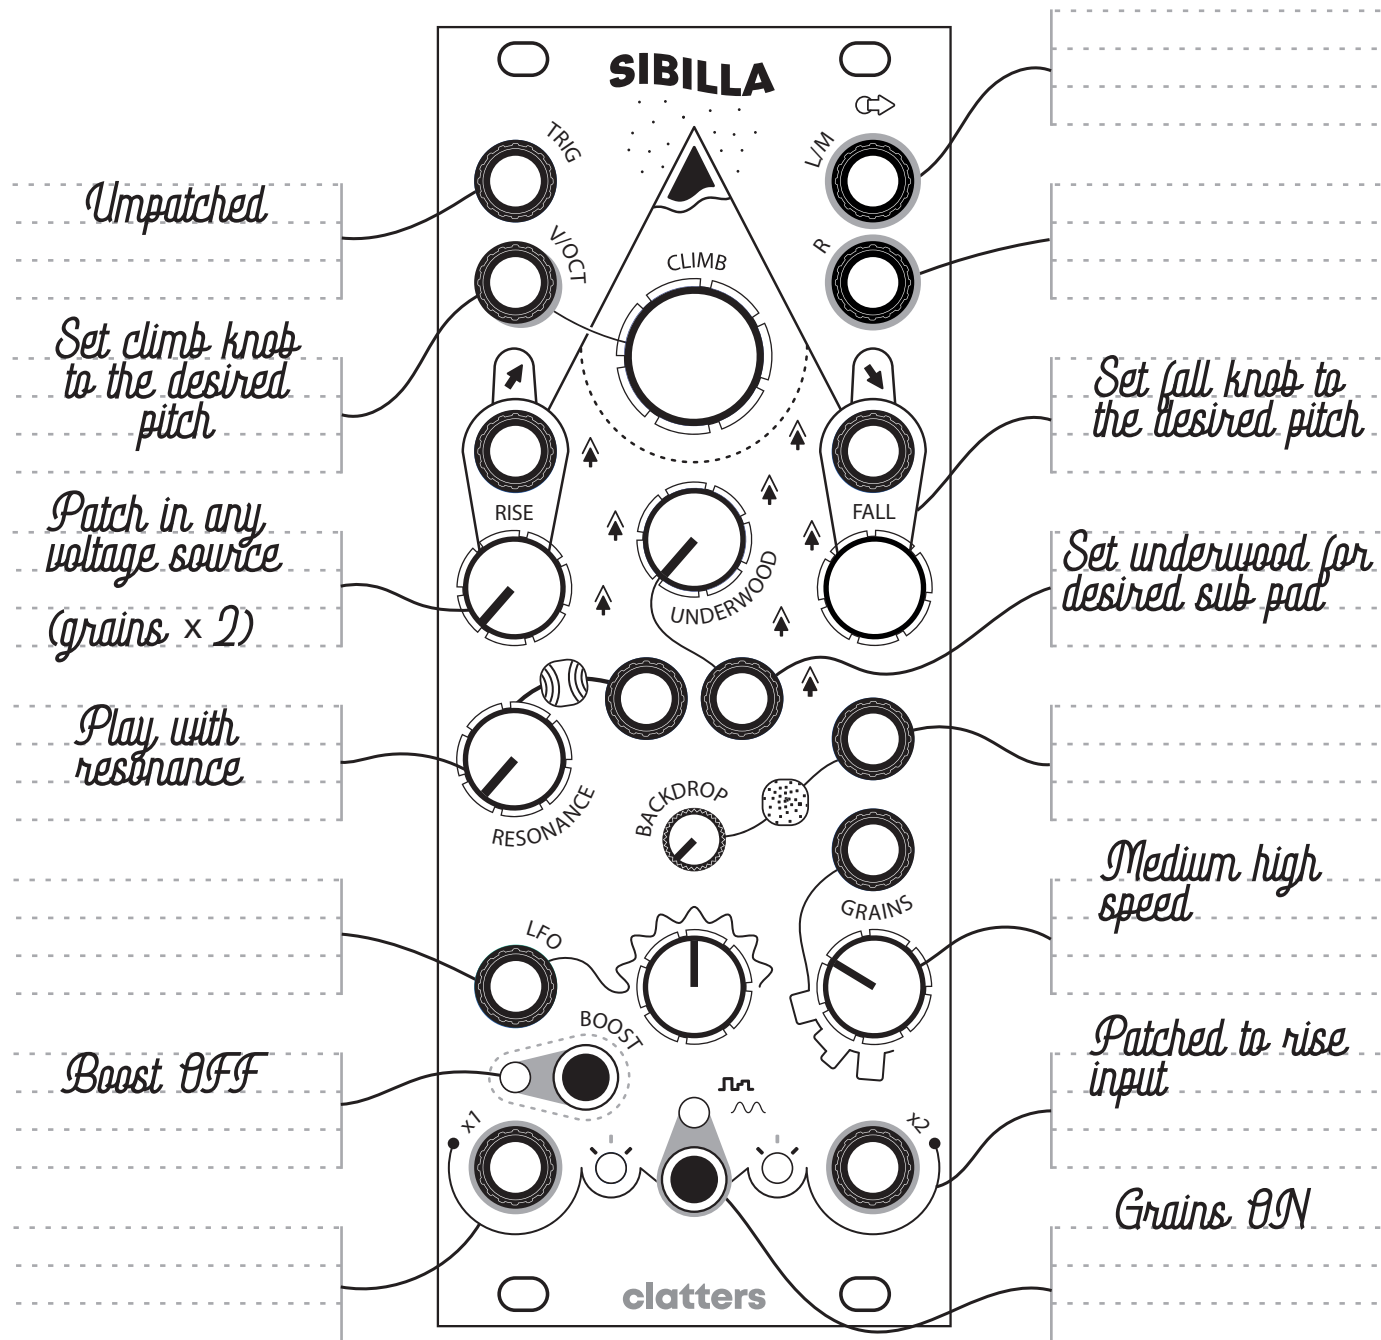 SIBILLA
TRIG
L/M
Umpatched
V/OCT
CLIMB
R
Set climb knob
to the desired
pitch
Set fall knob to
the desired pitch
Patch in any
voltage source
(grains x 2)
RISE
FALL
UNDERWOOD
Set underwood for
desired sub pad
Play with
resonance
RESONANCE
BACKDROP
GRAINS
Medium high
speed
LFO
BOOST
Boost OFF
Patched to rise
input
x1
x2
Grains ON
clatters